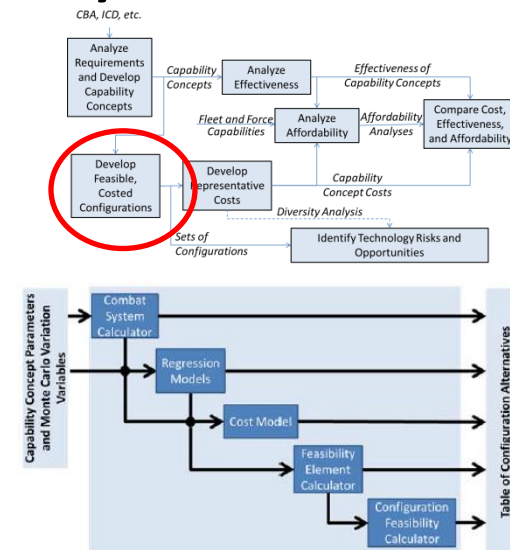 CBA, ICD, etc.
Analyze
Requirements
and Develop
Capability
Concepts
Capability
Concepts
Analyze
Effectiveness
Effectiveness of
Capability Concepts
Fleet and Force
Capabilities
Analyze
Affordability
Affordability
Analyses
Compare Cost,
Effectiveness,
and Affordability
Develop
Feasible,
Costed
Configurations
Develop
Representative
Costs
Capability
Concept Costs
Diversity Analysis
Sets of
Configurations
Identify Technology Risks and
Opportunities
Capability Concept Parameters
and Monte Carlo Variation
Variables
Combat
System
Calculator
Regression
Models
Cost Model
Feasibility
Element
Calculator
Configuration
Feasibility
Calculator
Table of Configuration Alternatives